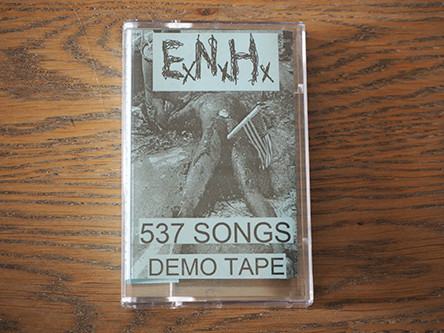 ExNxHx
537 SONGS
DEMO TAPE